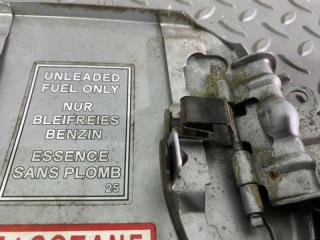 UNLEADED
FUEL ONLY
NUR
BLEIFREIES
BENZIN
ESSENCE
SANS PLOMB
25